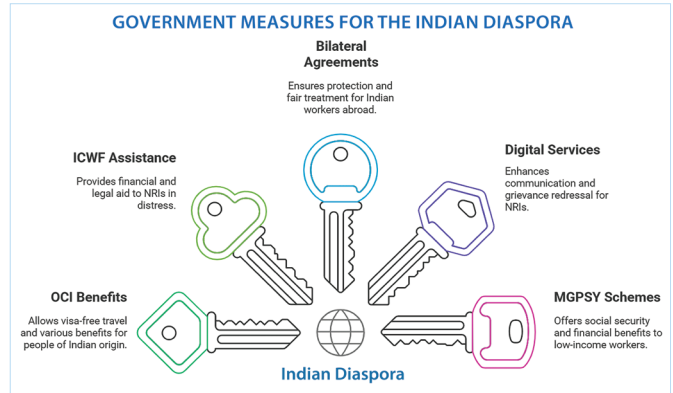 GOVERNMENT MEASURES FOR THE INDIAN DIASPORA
Bilateral
Agreements
Ensures protection and
fair treatment for Indian
workers abroad.
ICWF Assistance
Provides financial and
legal aid to NRIs in
distress.
Digital Services
Enhances
communication and
grievance redressal for
NRIs.
OCI Benefits
Allows visa-free travel
and various benefits for
people of Indian origin.
MGPSY Schemes
Offers social security
and financial benefits to
low-income workers.
Indian Diaspora